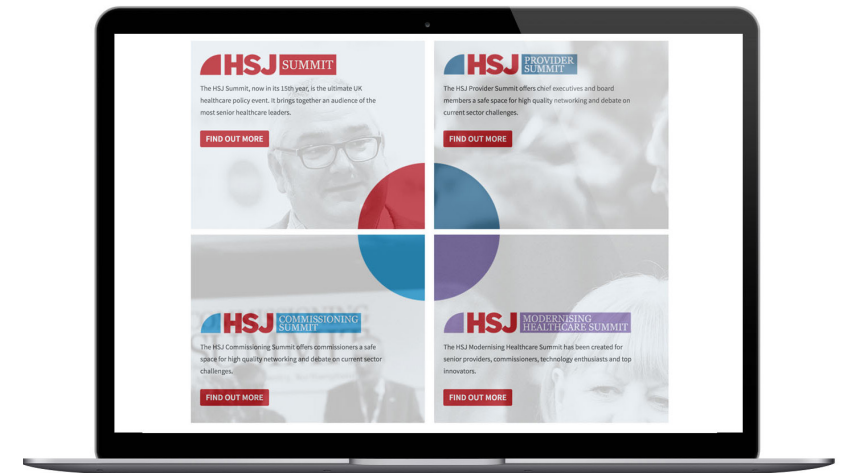 HSJ SUMMIT
The HSJ Summit, now in its 15th year, is the ultimate UK
healthcare policy event. It brings together an audience of the
most senior healthcare leaders.
FIND OUT MORE
HSJ PROVIDER
SUMMIT
The HSJ Provider Summit offers chief executives and board
members a safe space for high quality networking and debate on
current sector challenges.
FIND OUT MORE
HSJ COMMISSIONING
SUMMIT
The HSJ Commissioning Summit offers commissioners a safe
space for high quality networking and debate on current sector
challenges.
FIND OUT MORE
HSJ MODERNISING
HEALTHCARE SUMMIT
The HSJ Modernising Healthcare Summit has been created for
senior providers, commissioners, technology enthusiasts and top
innovators.
FIND OUT MORE